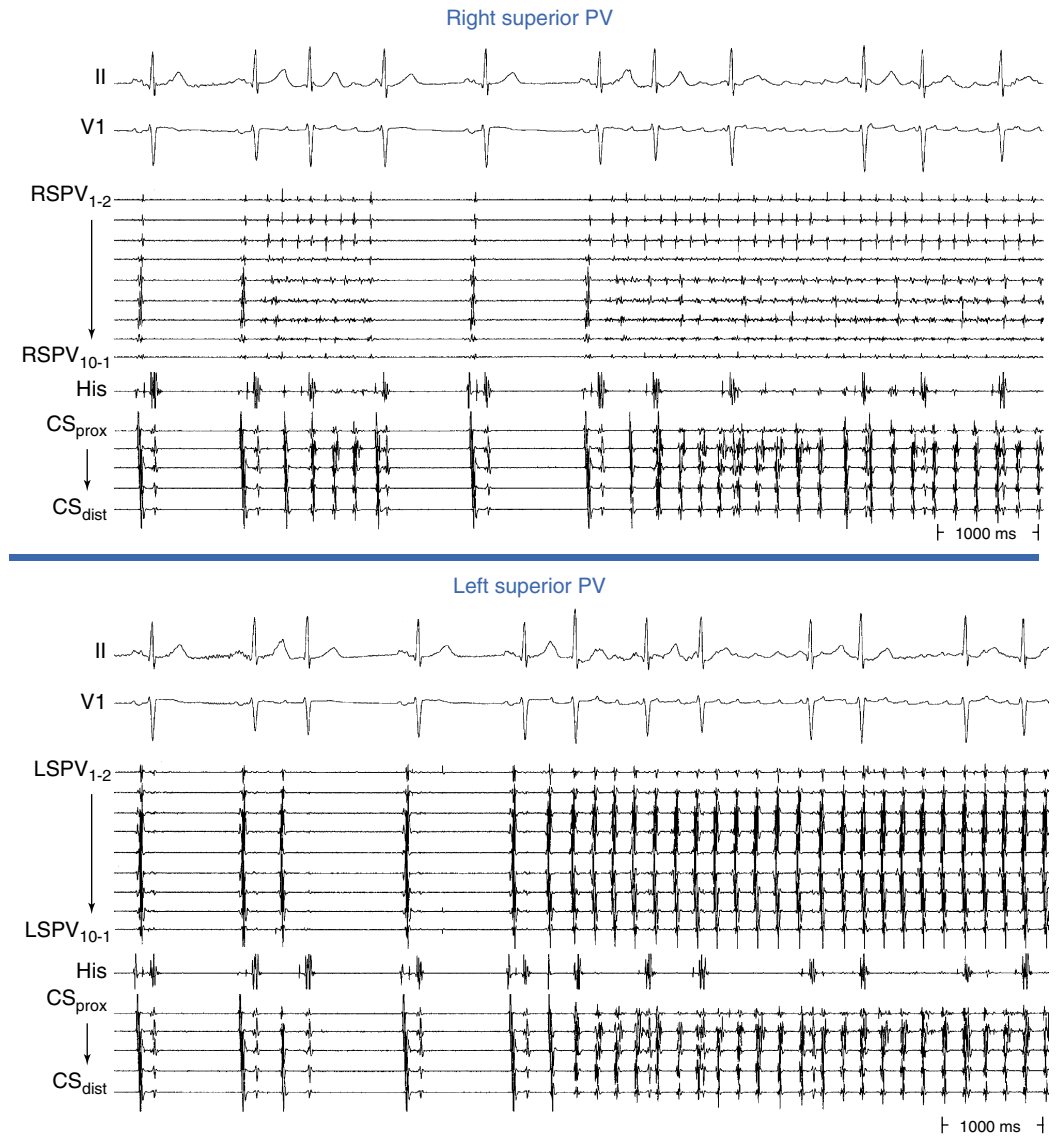 Right superior PV
II
V1
RSPV1-2
RSPV10-1
His
CSprox
CSdist
1000 ms
Left superior PV
II
V1
LSPV1-2
LSPV10-1
His
CSprox
CSdist
1000 ms